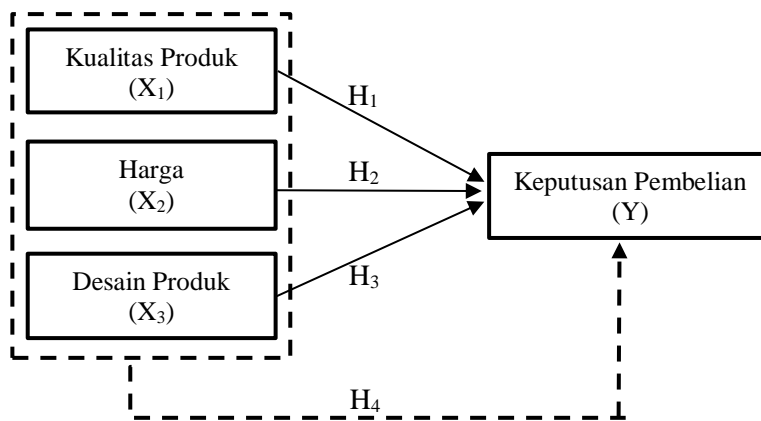 Kualitas Produk
(X₁)
H₁
Harga
(X₂)
H₂
Keputusan Pembelian
(Y)
Desain Produk
(X₃)
H₃
H₄